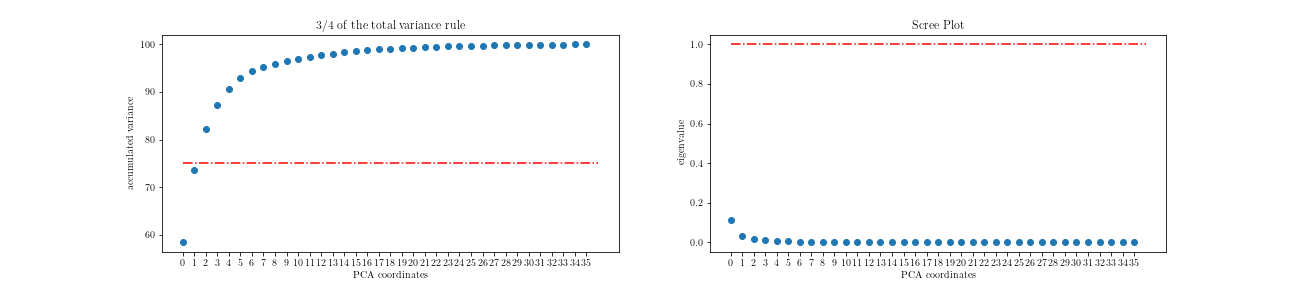 3/4 of the total variance rule
accumulated variance
100
90
80
70
60
0 1 2 3 4 5 6 7 8 9 10 11 12 13 14 15 16 17 18 19 20 21 22 23 24 25 26 27 28 29 30 31 32 33 34 35
PCA coordinates
Scree Plot
eigenvalue
1.0
0.8
0.6
0.4
0.2
0.0
0 1 2 3 4 5 6 7 8 9 10 11 12 13 14 15 16 17 18 19 20 21 22 23 24 25 26 27 28 29 30 31 32 33 34 35
PCA coordinates